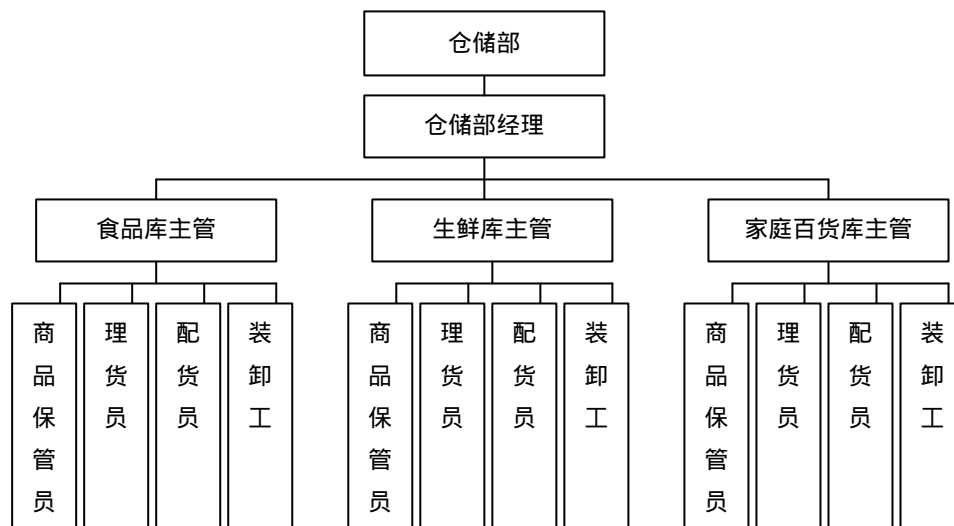 仓储部
仓储部经理
食品库主管
生鲜库主管
家庭百货库主管
商品保管员
理货员
配货员
装卸工
商品保管员
理货员
配货员
装卸工
商品保管员
理货员
配货员
装卸工